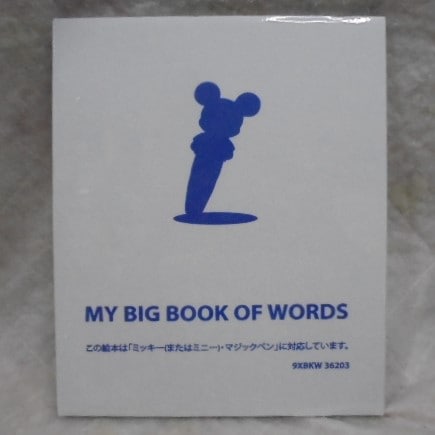 MY BIG BOOK OF WORDS
この絵本は「ミッキー(またはミニー)・マジックペン」に対応しています。
9XBKW 36203